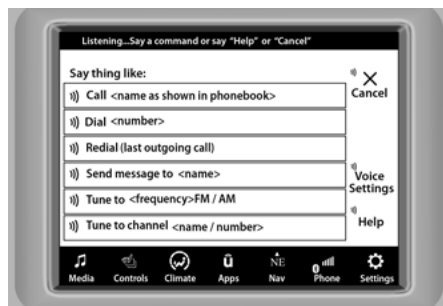 Listening...Say a command or say “Help” or “Cancel”
Say thing like:
Call <name as shown in phonebook>
Dial <number>
Redial (last outgoing call)
Send message to <name>
Tune to <frequency>FM / AM
Tune to channel <name / number>
Cancel
Voice
Settings
Help
û
NE
Media Controls Climate Apps Nav Phone Settings